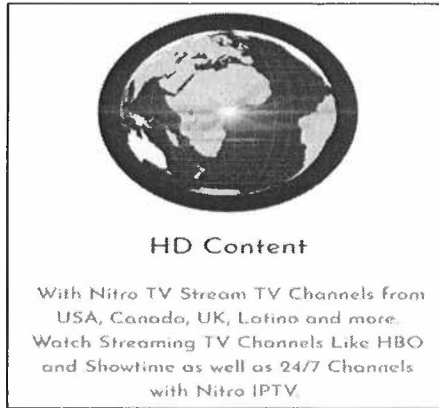 HD Content
With Nitro TV Stream TV Channels from
USA, Canada, UK, Latino and more.
Watch Streaming TV Channels Like HBO
and Showtime as well as 24/7 Channels
with Nitro IPTV.